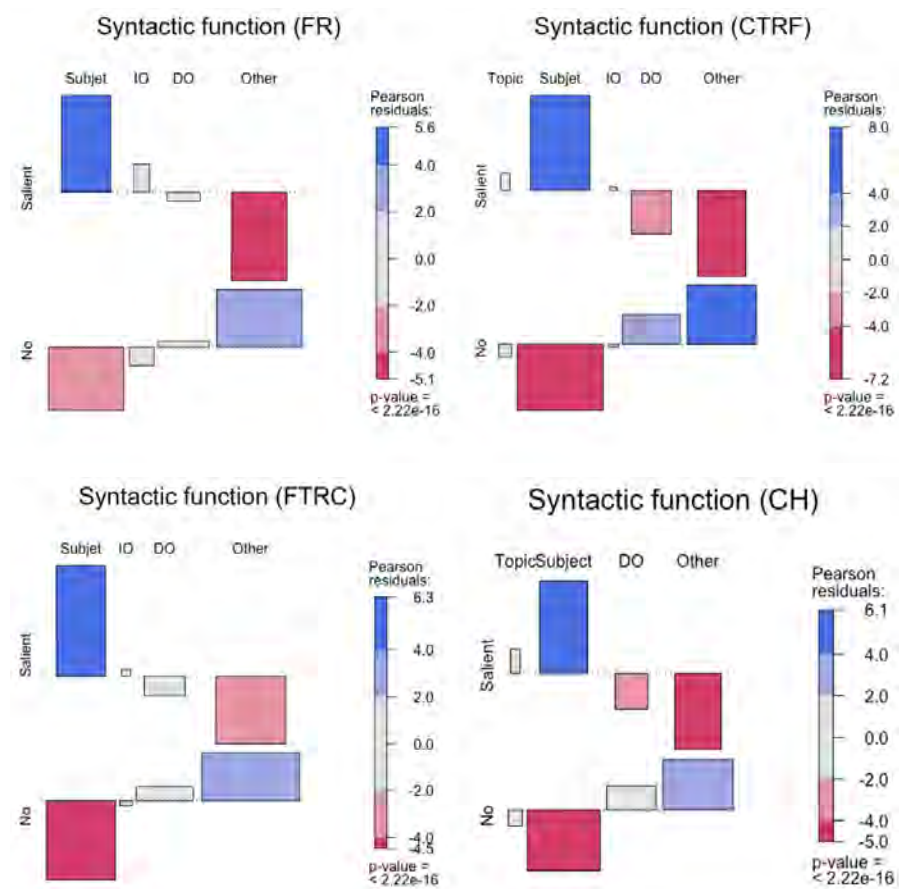 Syntactic function (FR)
Subjet IO DO Other
Salient
No
Pearson
residuals:
5.6
4.0
2.0
0.0
-2.0
-4.0
-5.1
p-value =
< 2.22e-16
Syntactic function (CTRF)
Topic Subjet IO DO Other
Salient
No
Pearson
residuals:
8.0
4.0
2.0
0.0
-2.0
-4.0
-7.2
p-value =
< 2.22e-16
Syntactic function (FTRC)
Subjet IO DO Other
Salient
No
Pearson
residuals:
6.3
4.0
2.0
0.0
-2.0
-4.0
-4.5
p-value =
< 2.22e-16
Syntactic function (CH)
Topic Subject DO Other
Salient
No
Pearson
residuals:
6.1
4.0
2.0
0.0
-2.0
-4.0
-5.0
p-value =
< 2.22e-16